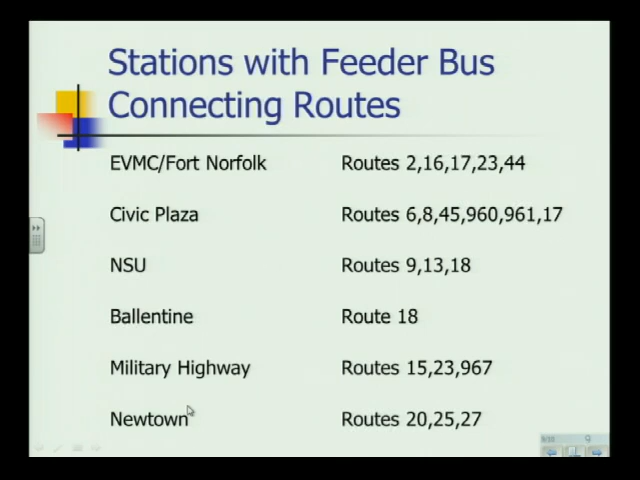 Stations with Feeder Bus
Connecting Routes
EVMC/Fort Norfolk Routes 2,16,17,23,44
Civic Plaza Routes 6,8,45,960,961,17
NSU Routes 9,13,18
Ballentine Route 18
Military Highway Routes 15,23,967
Newtown Routes 20,25,27